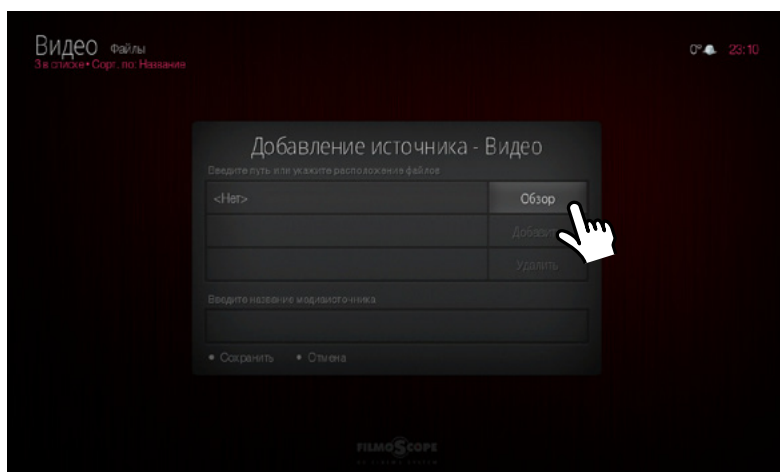 Видео Файлы
3 в списке • Сорт. по: Название
0° 23:10
Добавление источника - Видео
Введите путь или укажите расположение файлов
<Нет>
Обзор
Добавить
Удалить
Введите название медиаисточника
• Сохранить • Отмена
FILMOSCOPE